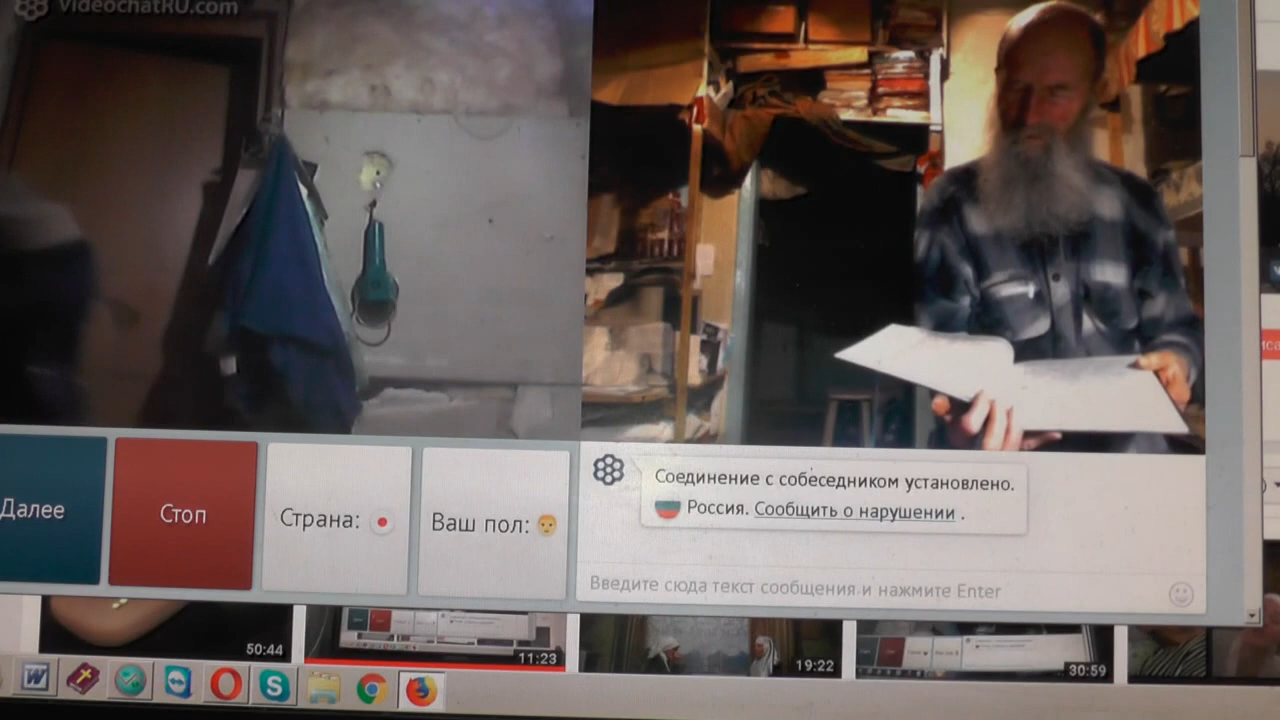 VideochatRU.com
Далее
Стоп
Страна:
Ваш пол:
Соединение с собеседником установлено.
Россия. Сообщить о нарушении .
Введите сюда текст сообщения и нажмите Enter
50:44
11:23
19:22
30:59